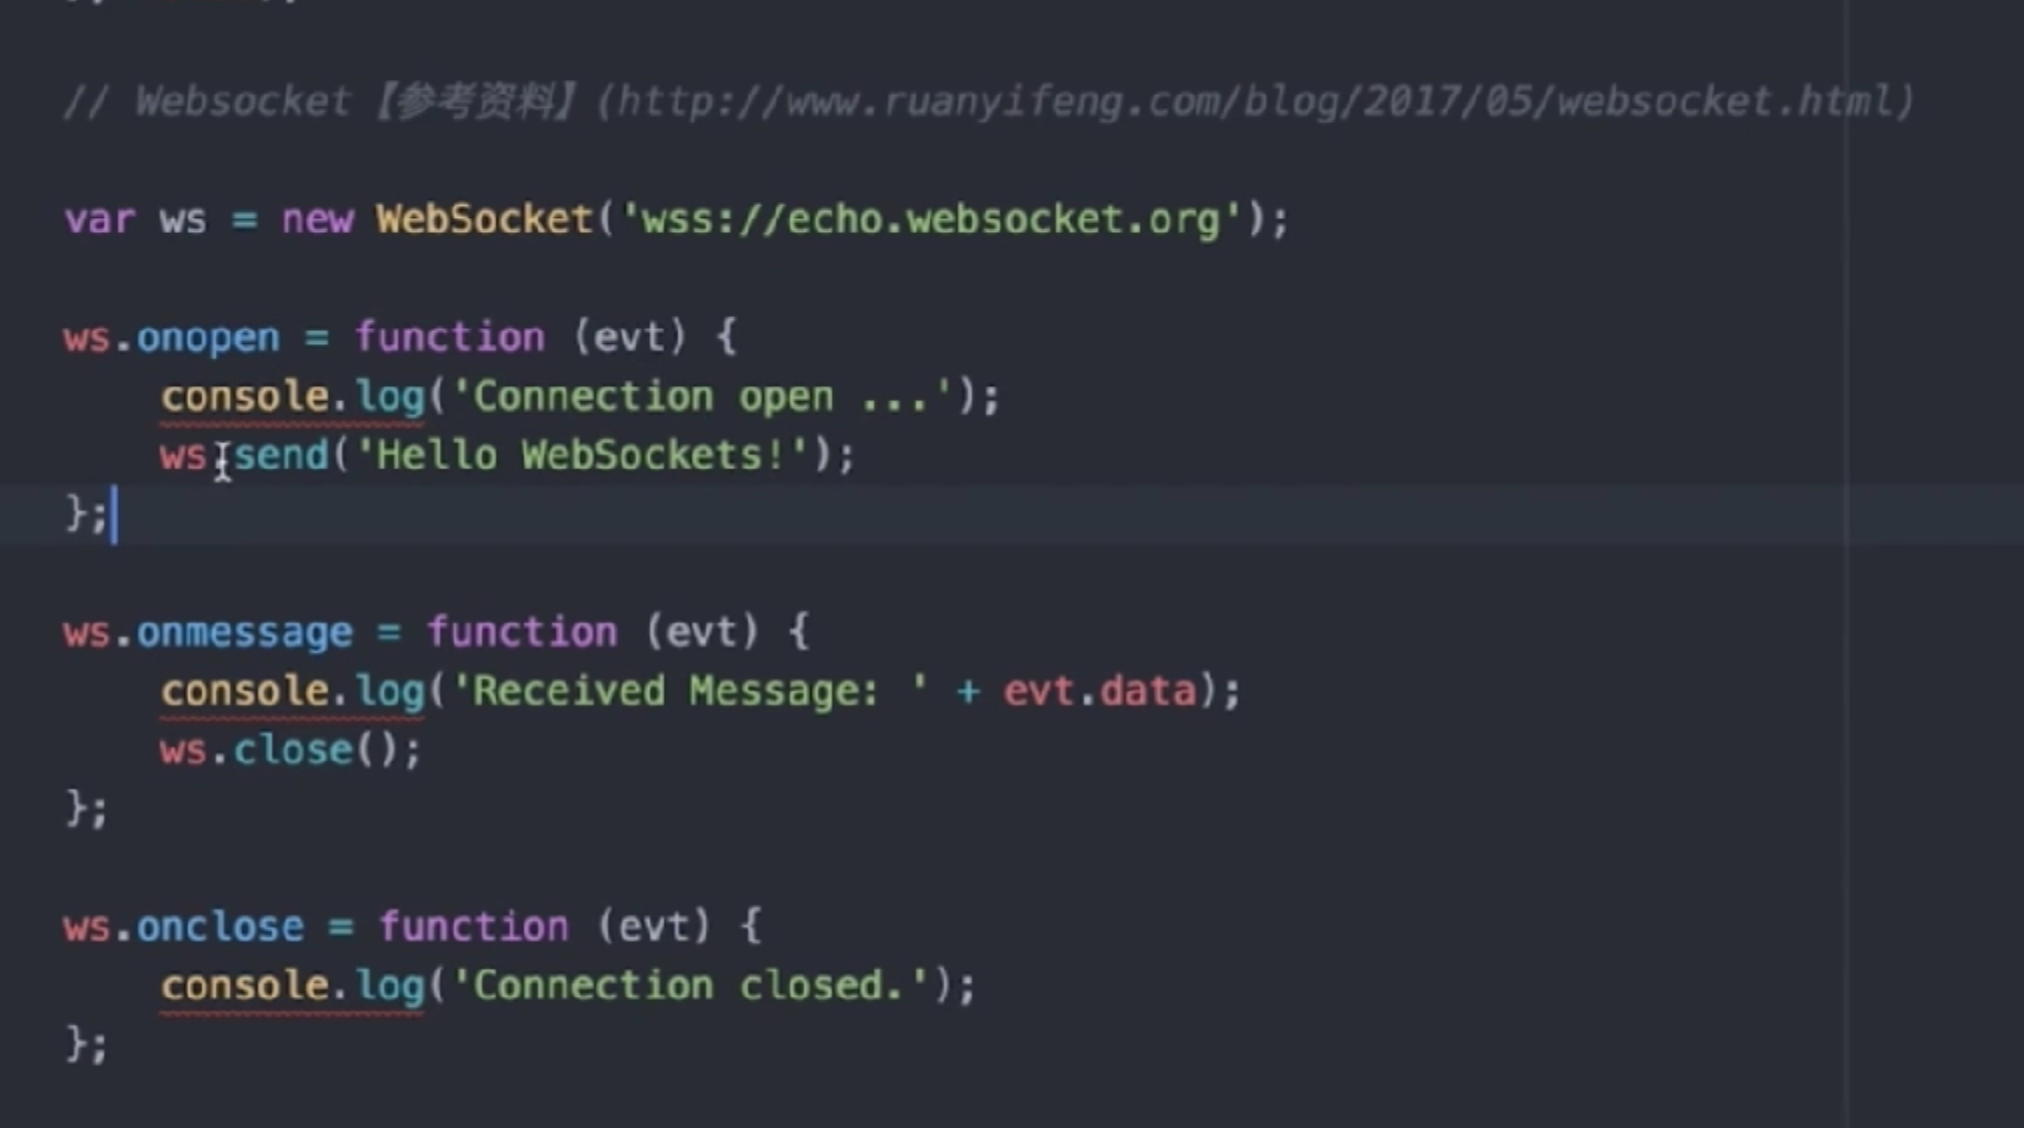 // Websocket【参考资料】(http://www.ruanyifeng.com/blog/2017/05/websocket.html)
var ws = new WebSocket('wss://echo.websocket.org');
ws.onopen = function (evt) {
    console.log('Connection open ...');
    ws.send('Hello WebSockets!');
};
ws.onmessage = function (evt) {
    console.log('Received Message: ' + evt.data);
    ws.close();
};
ws.onclose = function (evt) {
    console.log('Connection closed.');
};